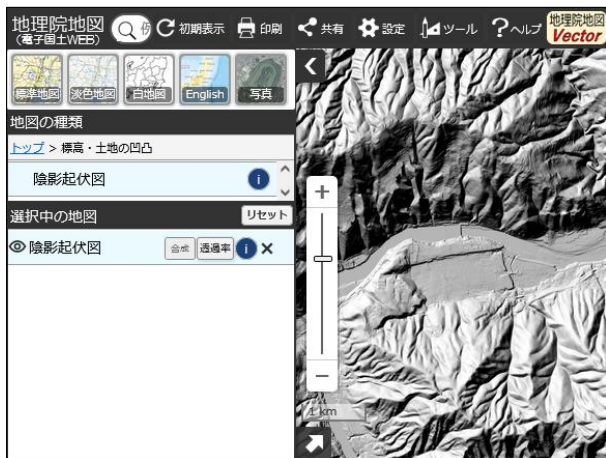 地理院地図
(電子国土WEB)
例
初期表示
印刷
共有
設定
ツール
ヘルプ
地理院地図
Vector
標準地図
淡色地図
白地図
English
写真
地図の種類
トップ > 標高・土地の凹凸
陰影起伏図
i
選択中の地図
リセット
陰影起伏図
合成
透過率
i
1 km